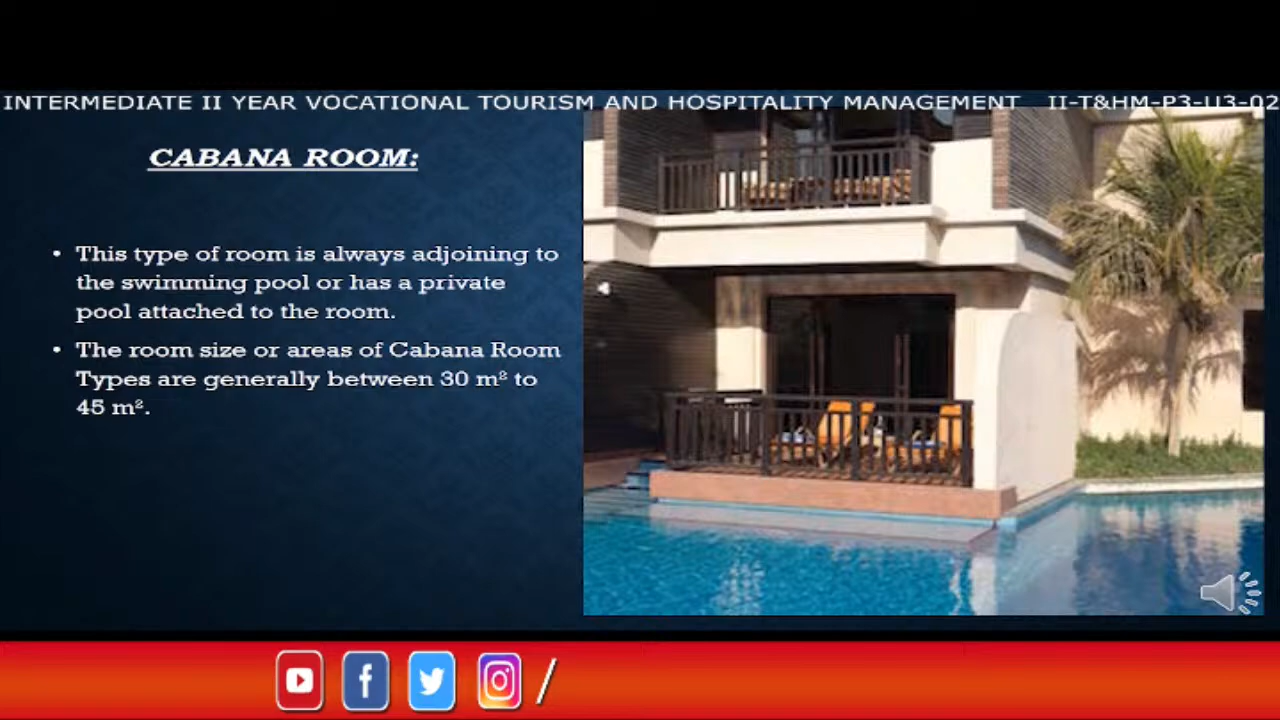 INTERMEDIATE II YEAR VOCATIONAL TOURISM AND HOSPITALITY MANAGEMENT II-T&HM-P3-U3-02
CABANA ROOM:
• This type of room is always adjoining to
the swimming pool or has a private
pool attached to the room.
• The room size or areas of Cabana Room
Types are generally between 30 m² to
45 m².
/